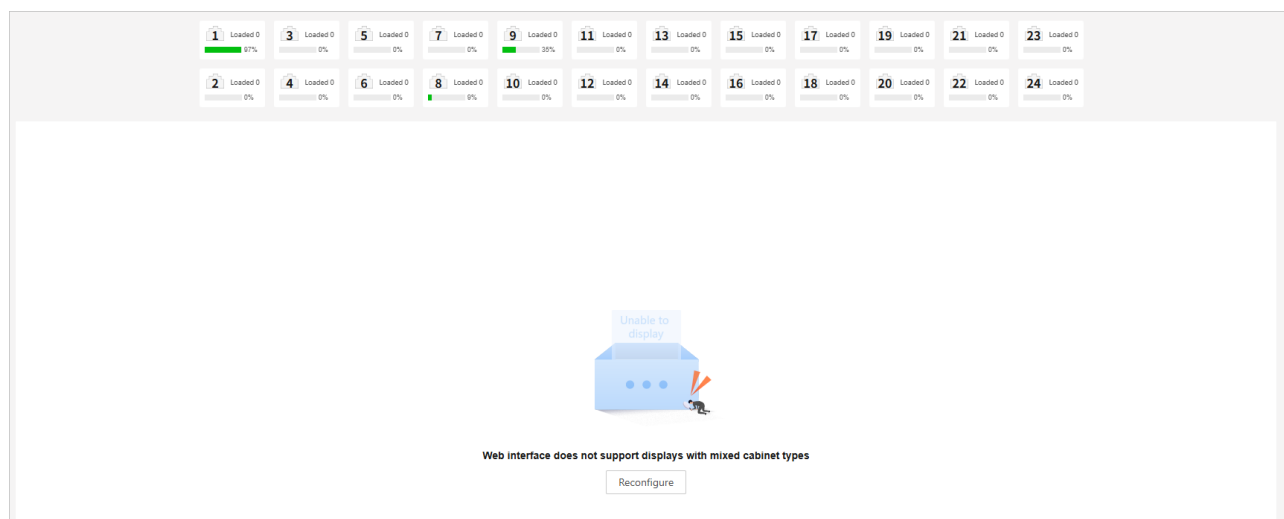 1 Loaded 0 3 Loaded 0 5 Loaded 0 7 Loaded 0 9 Loaded 0 11 Loaded 0 13 Loaded 0 15 Loaded 0 17 Loaded 0 19 Loaded 0 21 Loaded 0 23 Loaded 0
97% 0% 0% 0% 35% 0% 0% 0% 0% 0% 0% 0%
2 Loaded 0 4 Loaded 0 6 Loaded 0 8 Loaded 0 10 Loaded 0 12 Loaded 0 14 Loaded 0 16 Loaded 0 18 Loaded 0 20 Loaded 0 22 Loaded 0 24 Loaded 0
0% 0% 0% 9% 0% 0% 0% 0% 0% 0% 0% 0%
Unable to
display
Web interface does not support displays with mixed cabinet types
Reconfigure